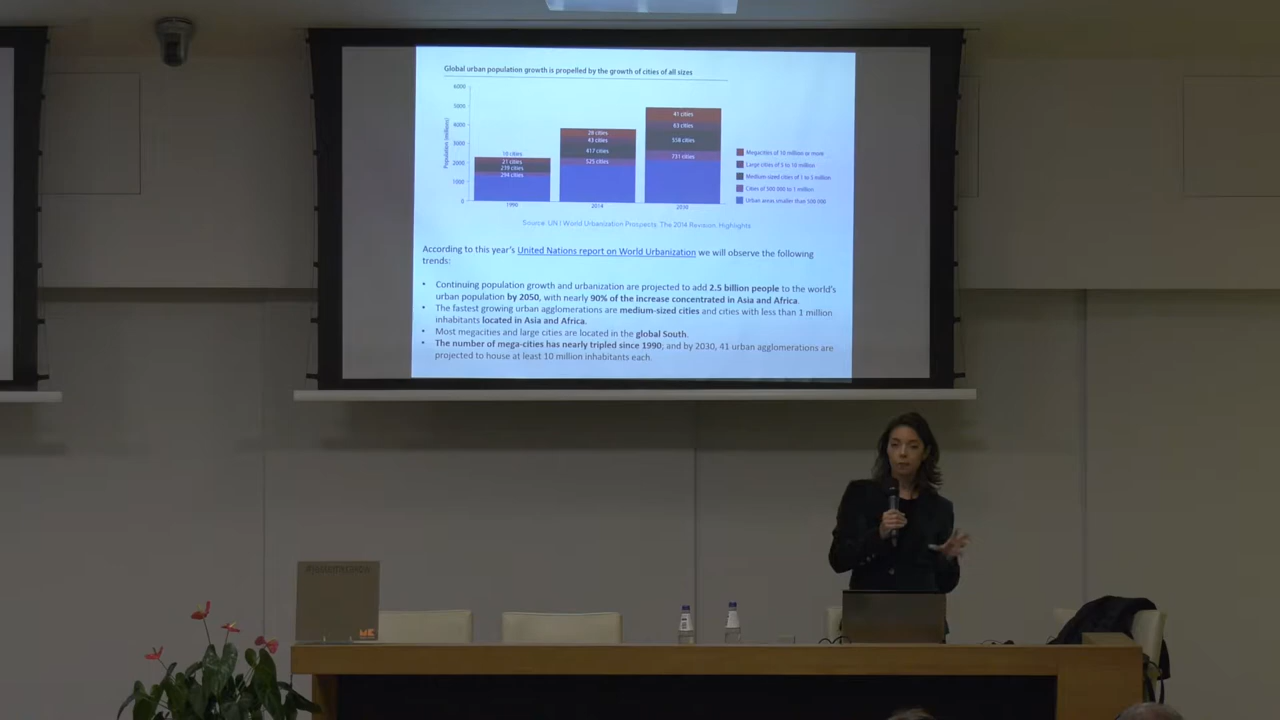 Global urban population growth is propelled by the growth of cities of all sizes
Population (millions)
6000
5000
4000
3000
2000
1000
0
10 cities
21 cities
239 cities
294 cities
1990
28 cities
43 cities
417 cities
525 cities
2014
41 cities
63 cities
558 cities
731 cities
2030
Megacities of 10 million or more
Large cities of 5 to 10 million
Medium-sized cities of 1 to 5 million
Cities of 500 000 to 1 million
Urban areas smaller than 500 000
Source: UN | World Urbanization Prospects: The 2014 Revision, Highlights
According to this year's United Nations report on World Urbanization we will observe the following
trends:
• Continuing population growth and urbanization are projected to add 2.5 billion people to the world's
urban population by 2050, with nearly 90% of the increase concentrated in Asia and Africa.
• The fastest growing urban agglomerations are medium-sized cities and cities with less than 1 million
inhabitants located in Asia and Africa.
• Most megacities and large cities are located in the global South.
• The number of mega-cities has nearly tripled since 1990; and by 2030, 41 urban agglomerations are
projected to house at least 10 million inhabitants each.